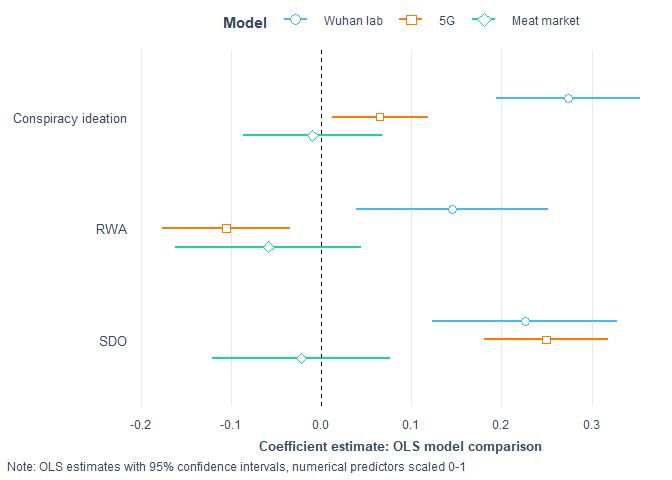 Model Wuhan lab 5G Meat market
Conspiracy ideation
RWA
SDO
-0.2 -0.1 0.0 0.1 0.2 0.3
Coefficient estimate: OLS model comparison
Note: OLS estimates with 95% confidence intervals, numerical predictors scaled 0-1